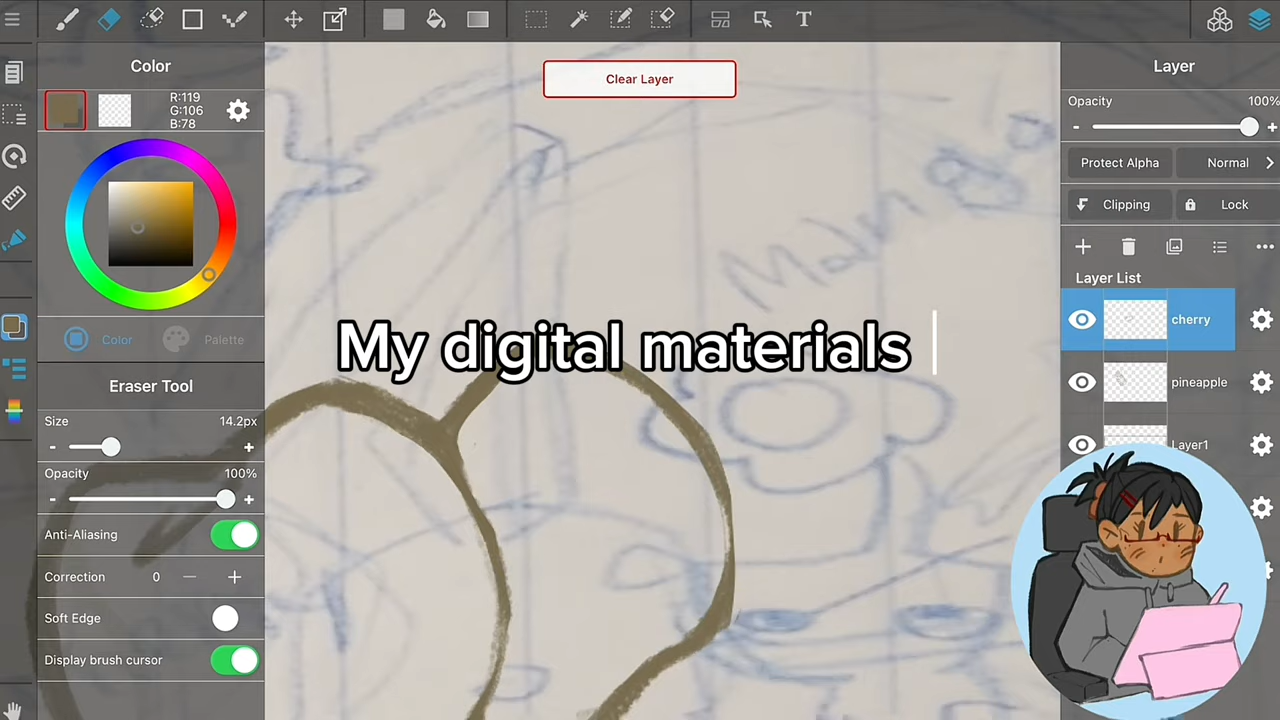 Color
R:119
G:106
B:78
Color
Palette
Eraser Tool
Size
14.2px
Opacity
100%
Anti-Aliasing
Correction
0
Soft Edge
Display brush cursor
Clear Layer
T
My digital materials
Layer
Opacity
100%
Protect Alpha
Normal
Clipping
Lock
Layer List
cherry
pineapple
Layer1